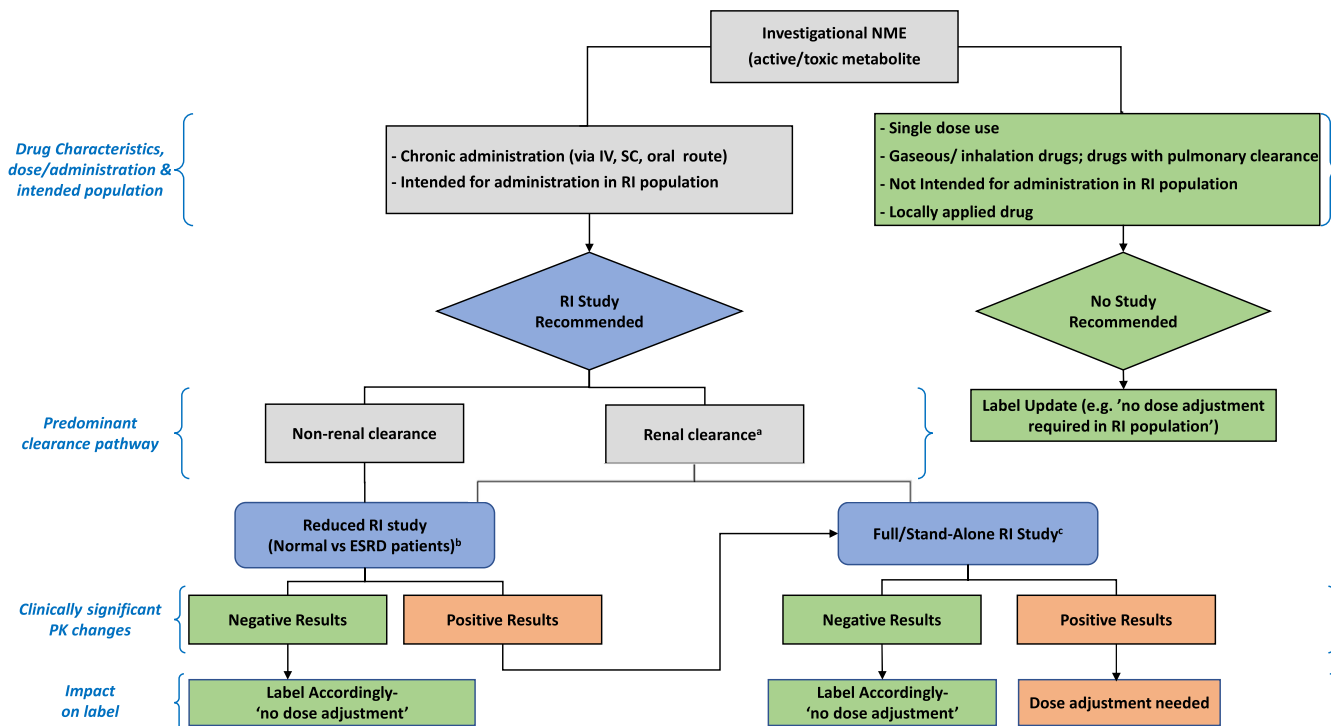 Investigational NME
(active/toxic metabolite
Drug Characteristics,
dose/administration &
intended population
- Chronic administration (via IV, SC, oral route)
- Intended for administration in RI population
- Single dose use
- Gaseous/ inhalation drugs; drugs with pulmonary clearance
- Not Intended for administration in RI population
- Locally applied drug
RI Study
Recommended
No Study
Recommended
Predominant
clearance pathway
Non-renal clearance
Renal clearanceᵃ
Label Update (e.g. ’no dose adjustment
required in RI population’)
Reduced RI study
(Normal vs ESRD patients)ᵇ
Full/Stand-Alone RI Studyᶜ
Clinically significant
PK changes
Negative Results
Positive Results
Negative Results
Positive Results
Impact
on label
Label Accordingly-
‘no dose adjustment’
Label Accordingly-
‘no dose adjustment’
Dose adjustment needed